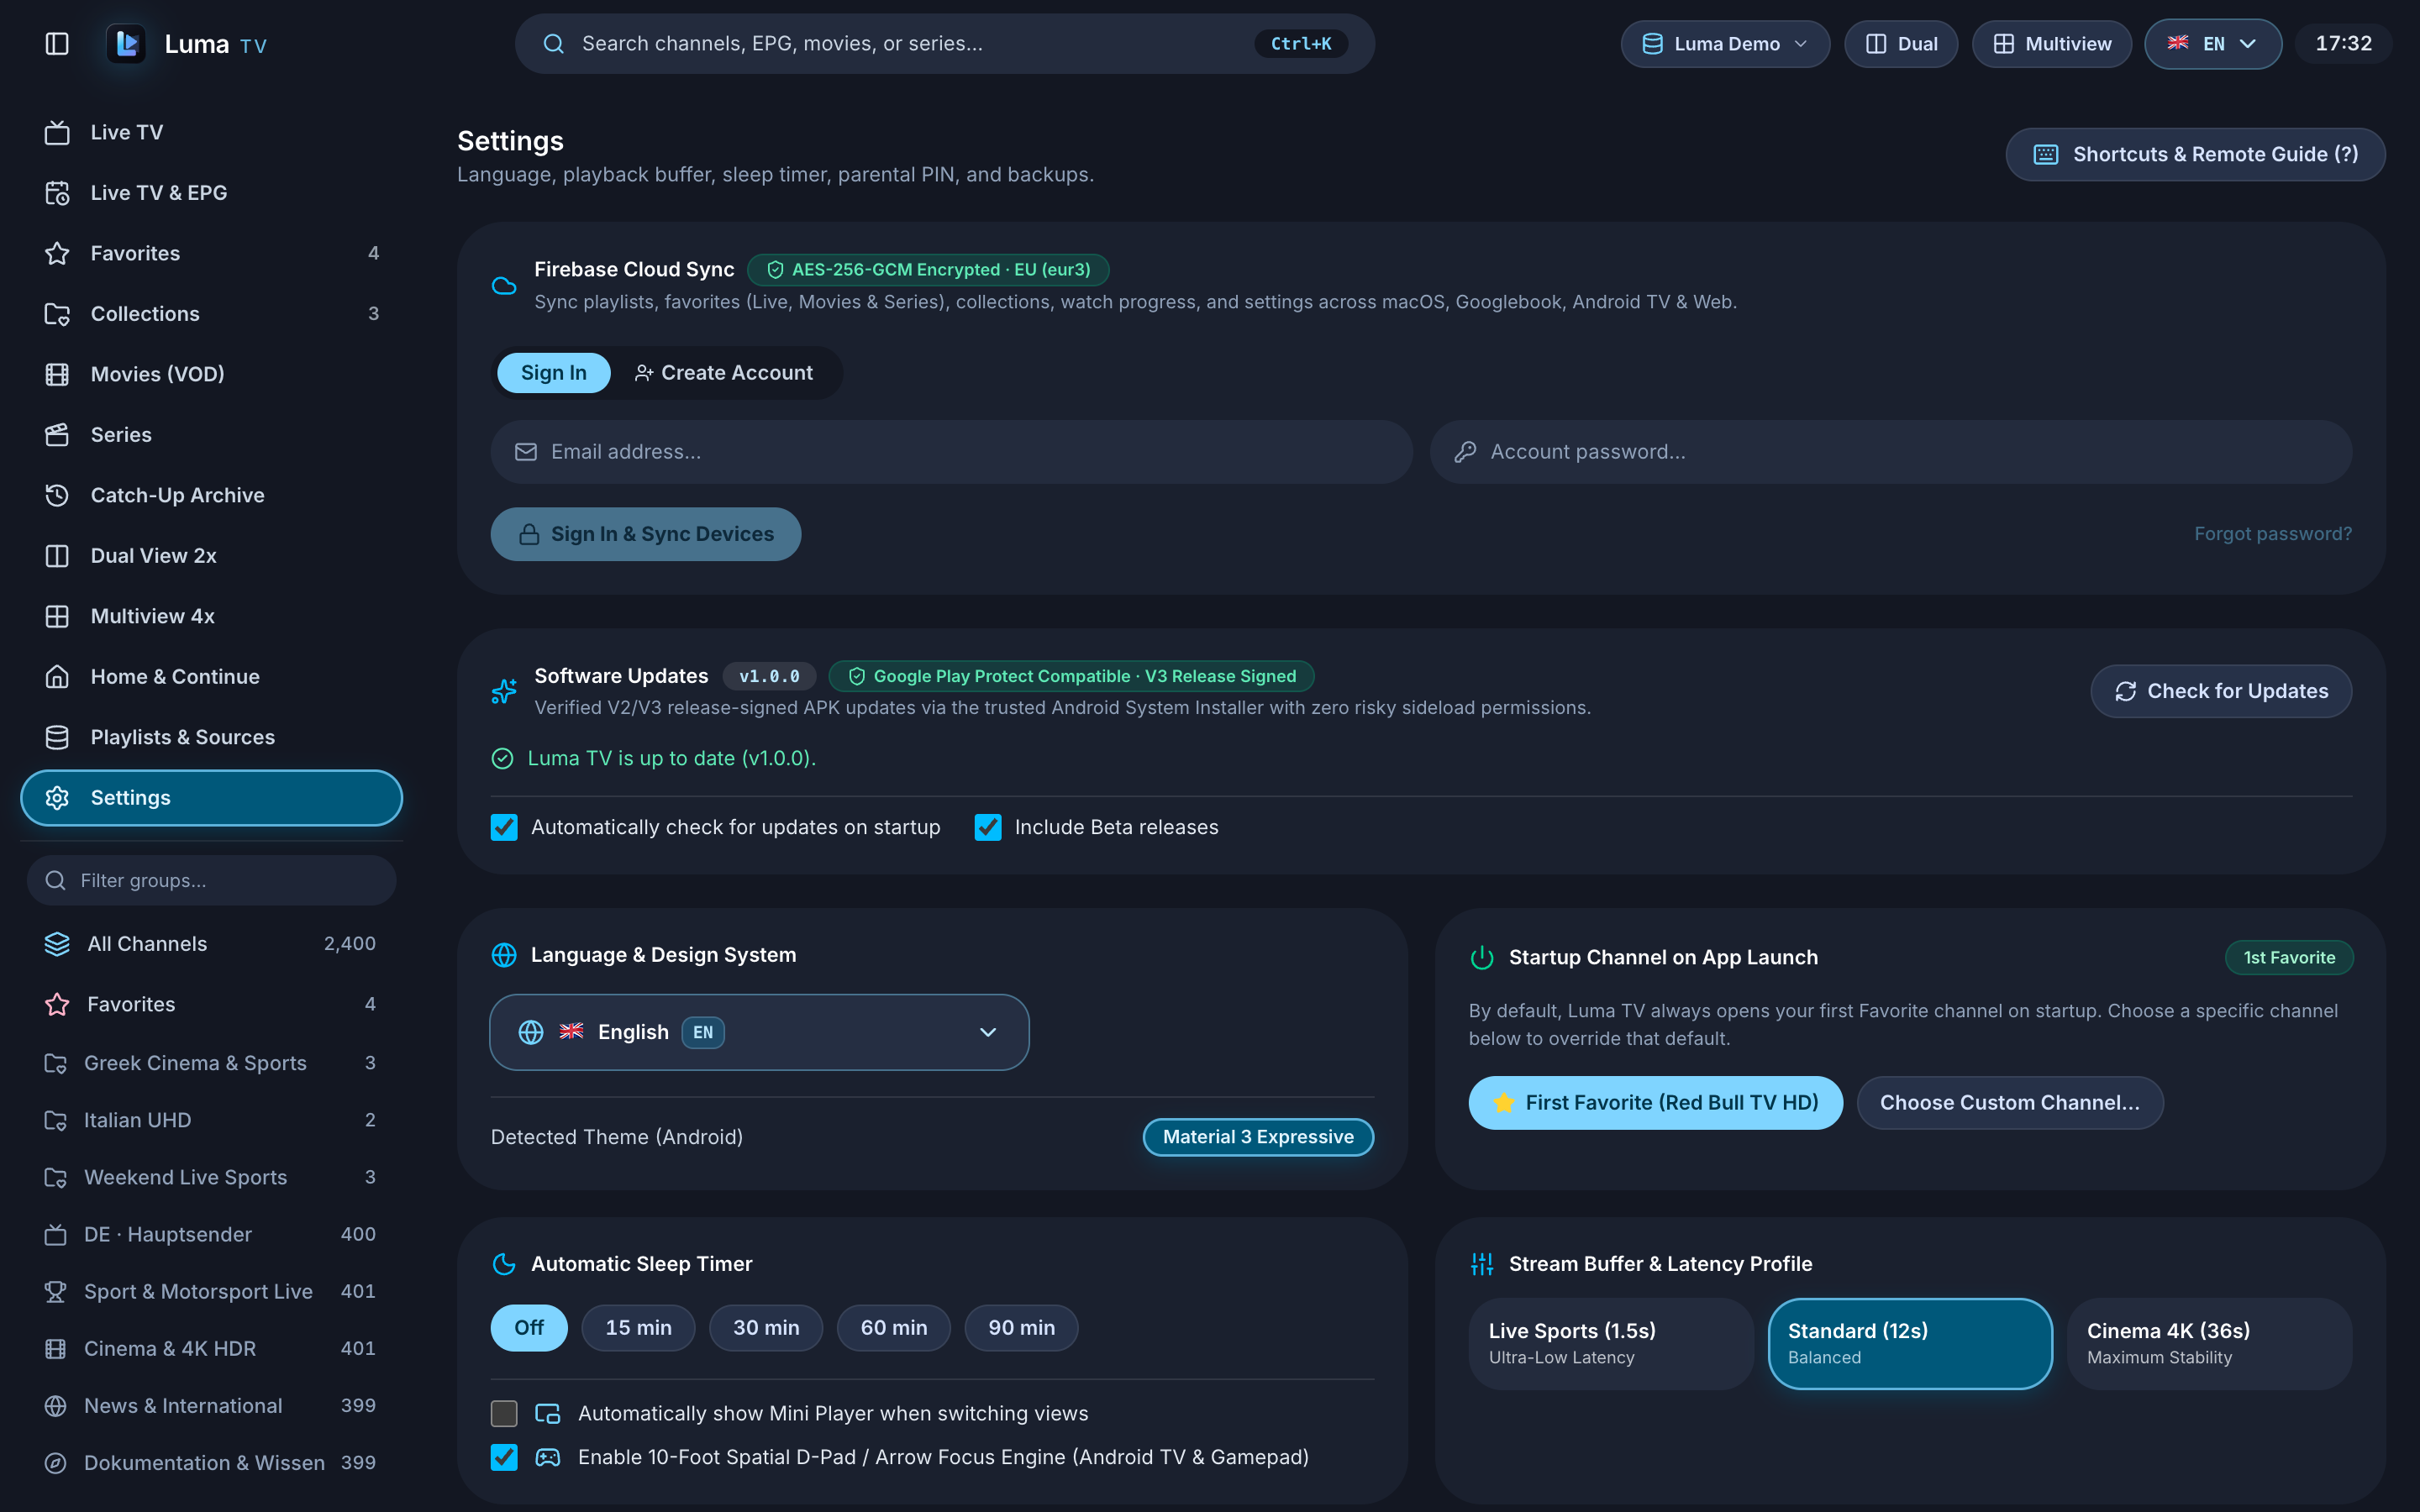 Luma TV
Search channels, EPG, movies, or series...
Ctrl+K
Luma Demo
Dual
Multiview
EN
17:32
Live TV
Live TV & EPG
Favorites 4
Collections 3
Movies (VOD)
Series
Catch-Up Archive
Dual View 2x
Multiview 4x
Home & Continue
Playlists & Sources
Settings
Filter groups...
All Channels 2,400
Favorites 4
Greek Cinema & Sports 3
Italian UHD 2
Weekend Live Sports 3
DE · Hauptsender 400
Sport & Motorsport Live 401
Cinema & 4K HDR 401
News & International 399
Dokumentation & Wissen 399
Settings
Language, playback buffer, sleep timer, parental PIN, and backups.
Shortcuts & Remote Guide (?)
Firebase Cloud Sync AES-256-GCM Encrypted · EU (eur3)
Sync playlists, favorites (Live, Movies & Series), collections, watch progress, and settings across macOS, Googlebook, Android TV & Web.
Sign In Create Account
Email address...
Account password...
Sign In & Sync Devices
Forgot password?
Software Updates v1.0.0 Google Play Protect Compatible · V3 Release Signed
Verified V2/V3 release-signed APK updates via the trusted Android System Installer with zero risky sideload permissions.
Check for Updates
Luma TV is up to date (v1.0.0).
Automatically check for updates on startup Include Beta releases
Language & Design System
English EN
Detected Theme (Android) Material 3 Expressive
Startup Channel on App Launch 1st Favorite
By default, Luma TV always opens your first Favorite channel on startup. Choose a specific channel
below to override that default.
First Favorite (Red Bull TV HD) Choose Custom Channel...
Automatic Sleep Timer
Off 15 min 30 min 60 min 90 min
Automatically show Mini Player when switching views
Enable 10-Foot Spatial D-Pad / Arrow Focus Engine (Android TV & Gamepad)
Stream Buffer & Latency Profile
Live Sports (1.5s)
Ultra-Low Latency
Standard (12s)
Balanced
Cinema 4K (36s)
Maximum Stability